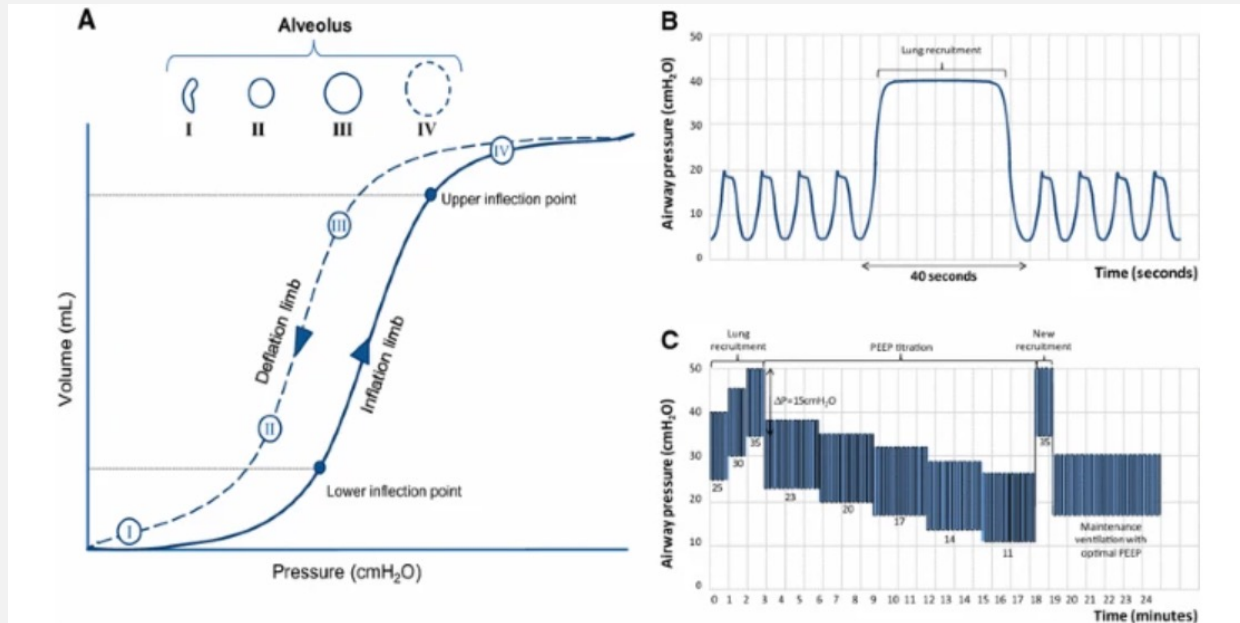 A
Alveolus
I
II
III
IV
IV
Upper inflection point
III
Deflation limb
Inflation limb
II
Lower inflection point
I
Volume (mL)
Pressure (cmH₂O)
B
Airway pressure (cmH₂O)
50
40
30
20
10
0
Lung recruitment
40 seconds
Time (seconds)
C
Lung
recruitment
PEEP titration
New
recruitment
Airway pressure (cmH₂O)
50
40
30
20
10
0
ΔP=15cmH₂O
25
30
35
23
20
17
14
11
35
Maintenance
ventilation with
optimal PEEP
0 1 2 3 4 5 6 7 8 9 10 11 12 13 14 15 16 17 18 19 20 21 22 23 24
Time (minutes)